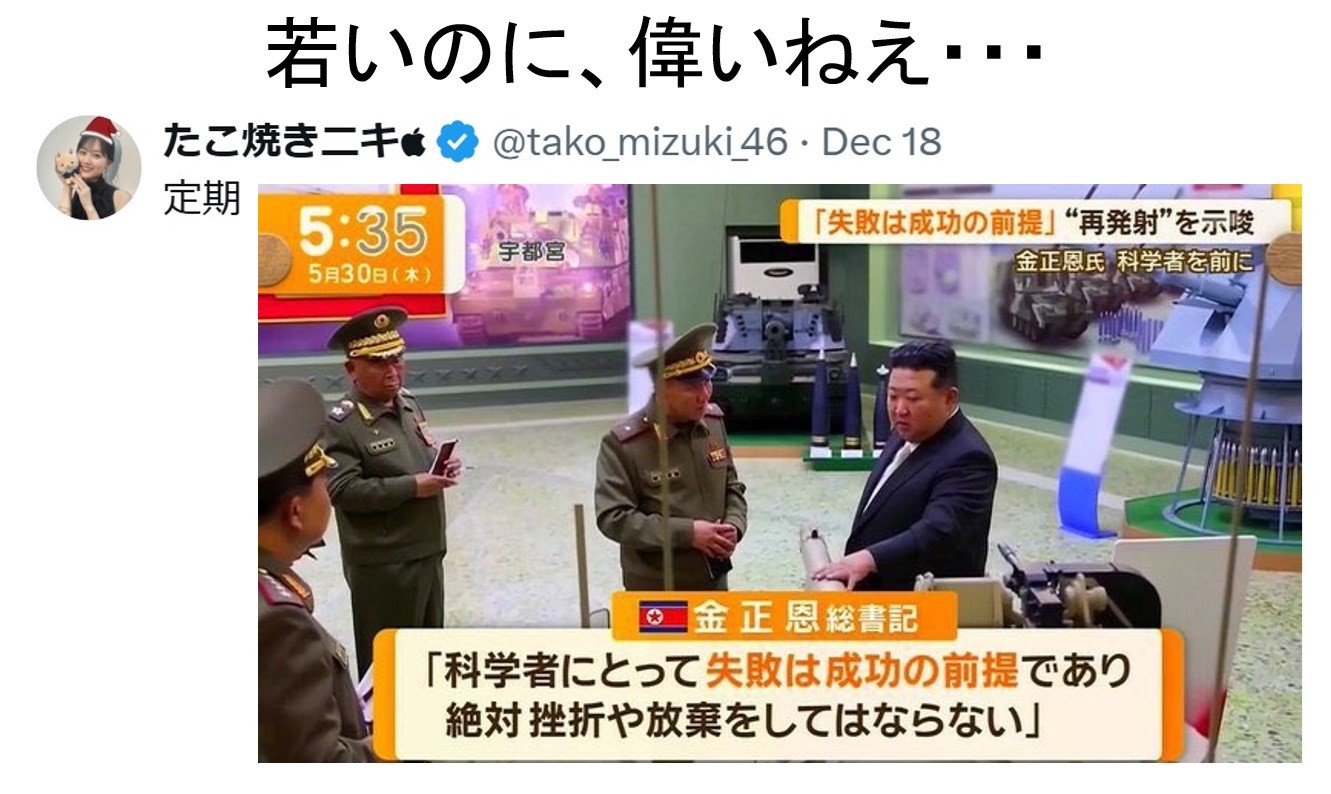 若いのに、偉いねえ・・・
たこ焼きニキ @tako_mizuki_46 · Dec 18
定期
5:35
5月30日(木)
宇都宮
「失敗は成功の前提」“再発射”を示唆
金正恩氏 科学者を前に
金正恩総書記
「科学者にとって失敗は成功の前提であり
絶対挫折や放棄をしてはならない」